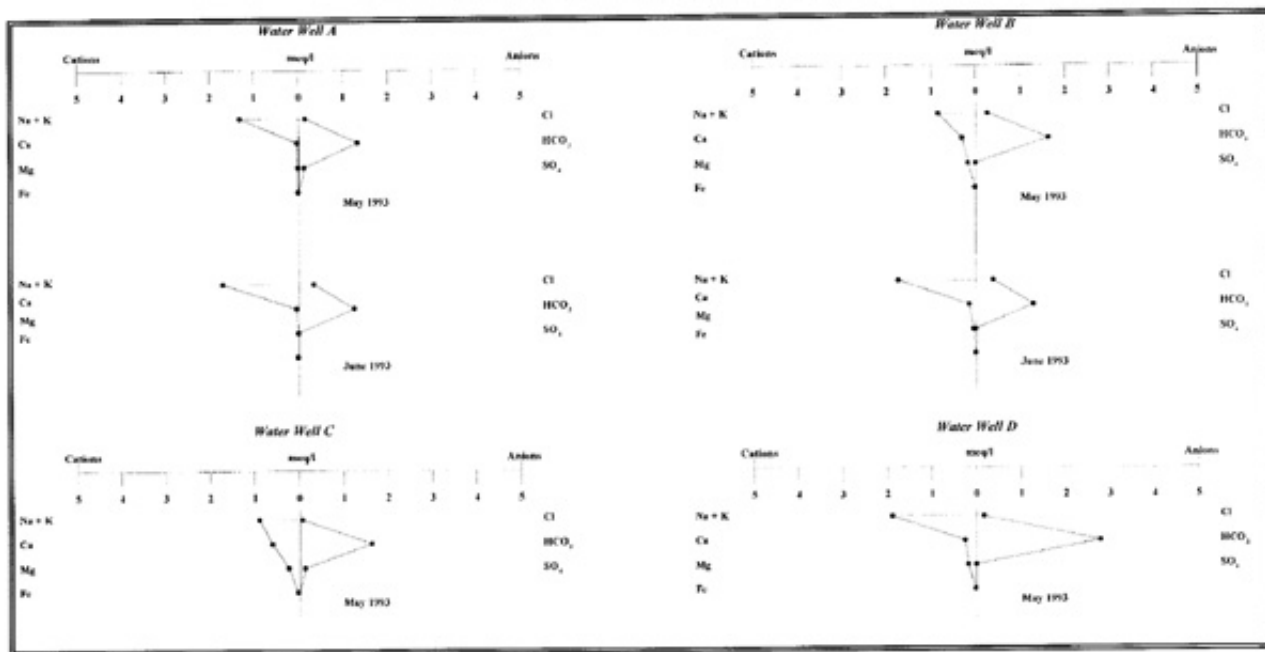 Water Well A
Cations meq/l Anions
5 4 3 2 1 0 1 2 3 4 5
Na + K Cl
Ca HCO3
Mg SO4
Fe
May 1993
Na + K Cl
Ca HCO3
Mg SO4
Fe
June 1993
Water Well B
Cations meq/l Anions
5 4 3 2 1 0 1 2 3 4 5
Na + K Cl
Ca HCO3
Mg SO4
Fe
May 1993
Na + K Cl
Ca HCO3
Mg SO4
Fe
June 1993
Water Well C
Cations meq/l Anions
5 4 3 2 1 0 1 2 3 4 5
Na + K Cl
Ca HCO3
Mg SO4
Fe
May 1993
Water Well D
Cations meq/l Anions
5 4 3 2 1 0 1 2 3 4 5
Na + K Cl
Ca HCO3
Mg SO4
Fe
May 1993